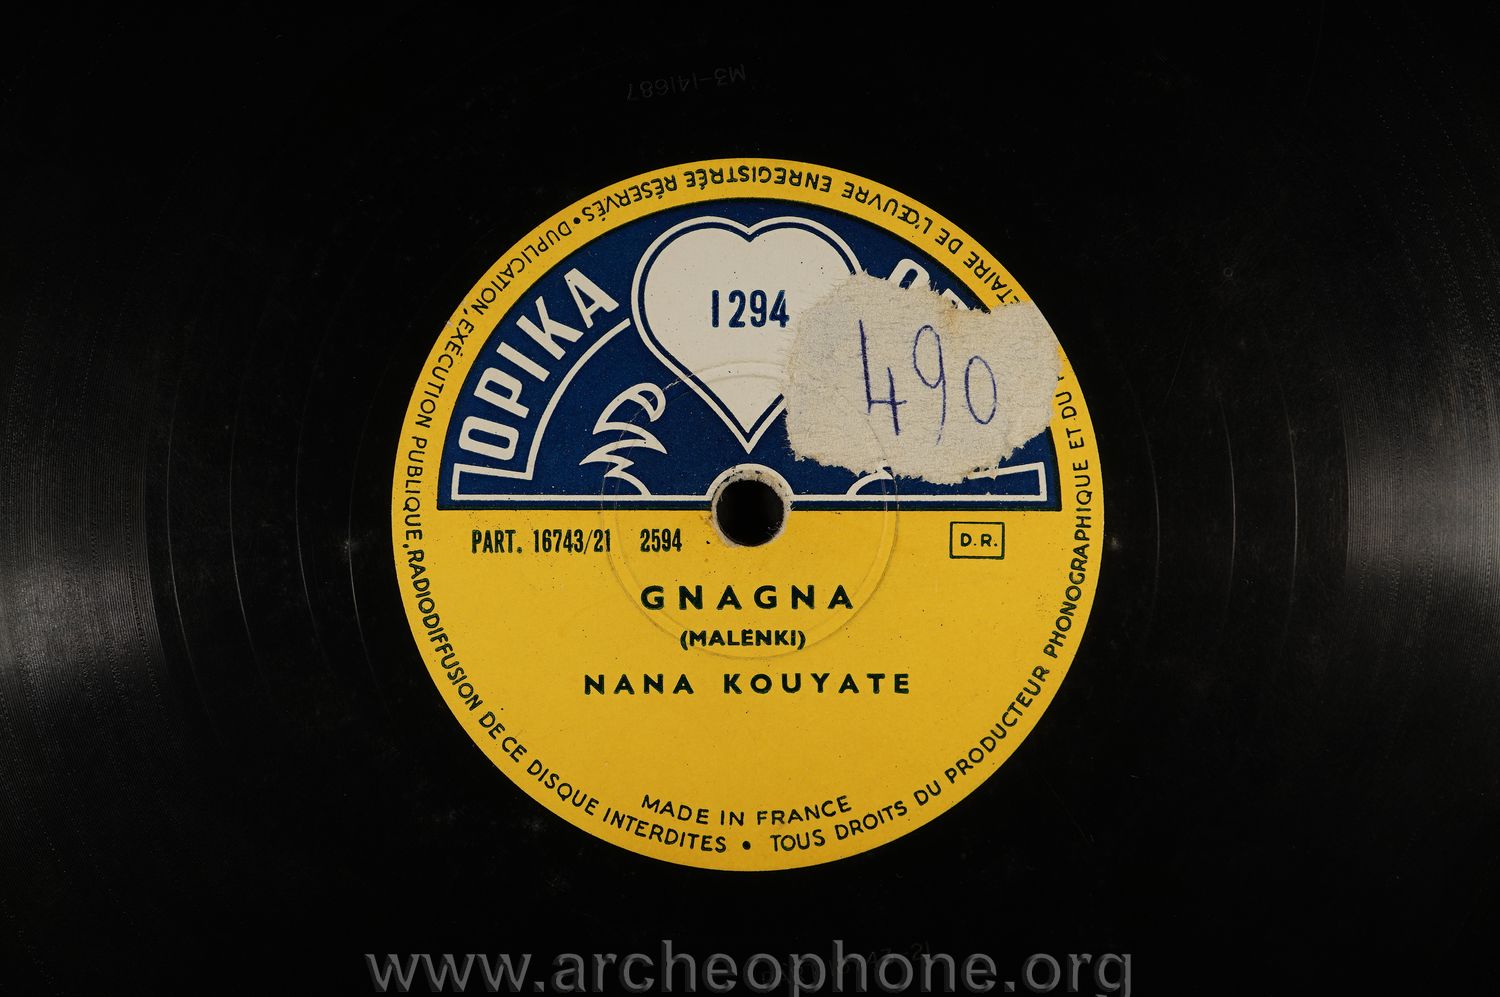 M3-141687
TOUS DROITS DU PRODUCTEUR PHONOGRAPHIQUE ET DU
ÉTAIRE DE L'ŒUVRE ENREGISTRÉE RÉSERVÉS • DUPLICATION, EXÉCUTION PUBLIQUE, RADIODIFFUSION DE CE DISQUE INTERDITES •
OPIKA
1294
490
PART. 16743/21 2594
D.R.
GNAGNA
(MALENKI)
NANA KOUYATE
MADE IN FRANCE
www.archeophone.org